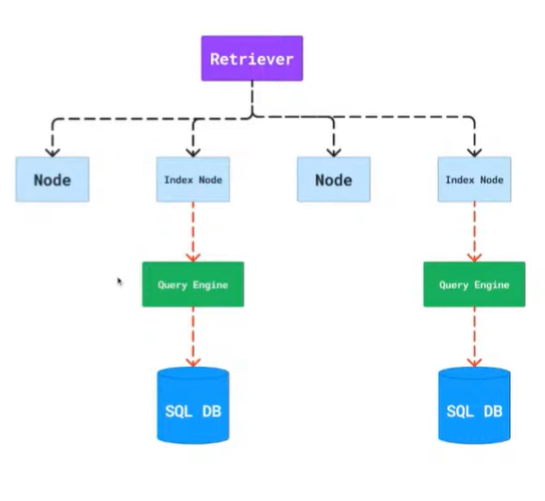 Retriever
Node
Index Node
Node
Index Node
Query Engine
Query Engine
SQL DB
SQL DB